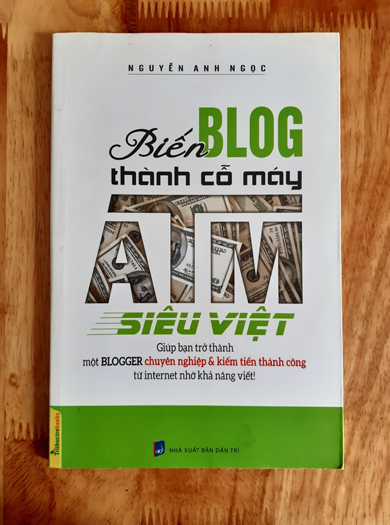 NGUYỄN ANH NGỌC
Biến BLOG
thành cỗ máy
ATM
SIÊU VIỆT
Giúp bạn trở thành
một BLOGGER chuyên nghiệp & kiếm tiền thành công
từ internet nhờ khả năng viết!
Trithuctrebooks
NHÀ XUẤT BẢN DÂN TRÍ